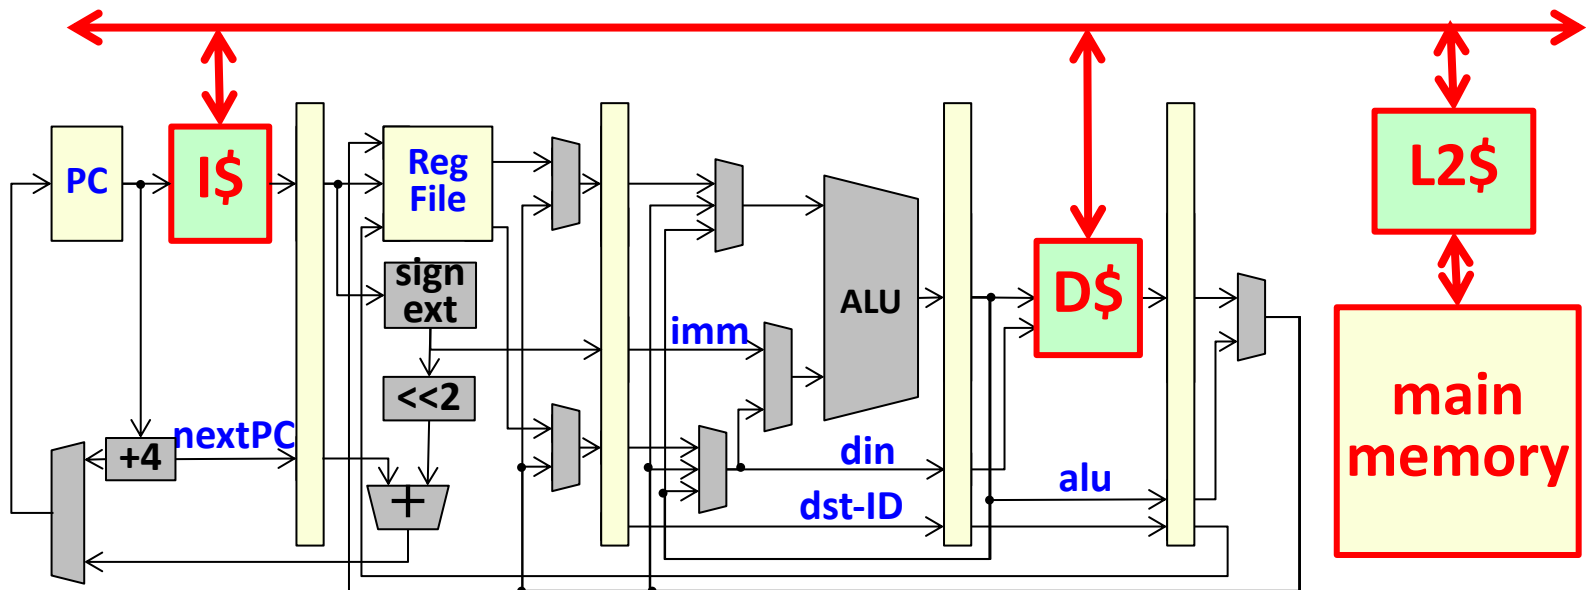 PC
I$
Reg
File
sign
ext
<<2
+4
nextPC
+
imm
ALU
din
dst-ID
D$
alu
L2$
main
memory